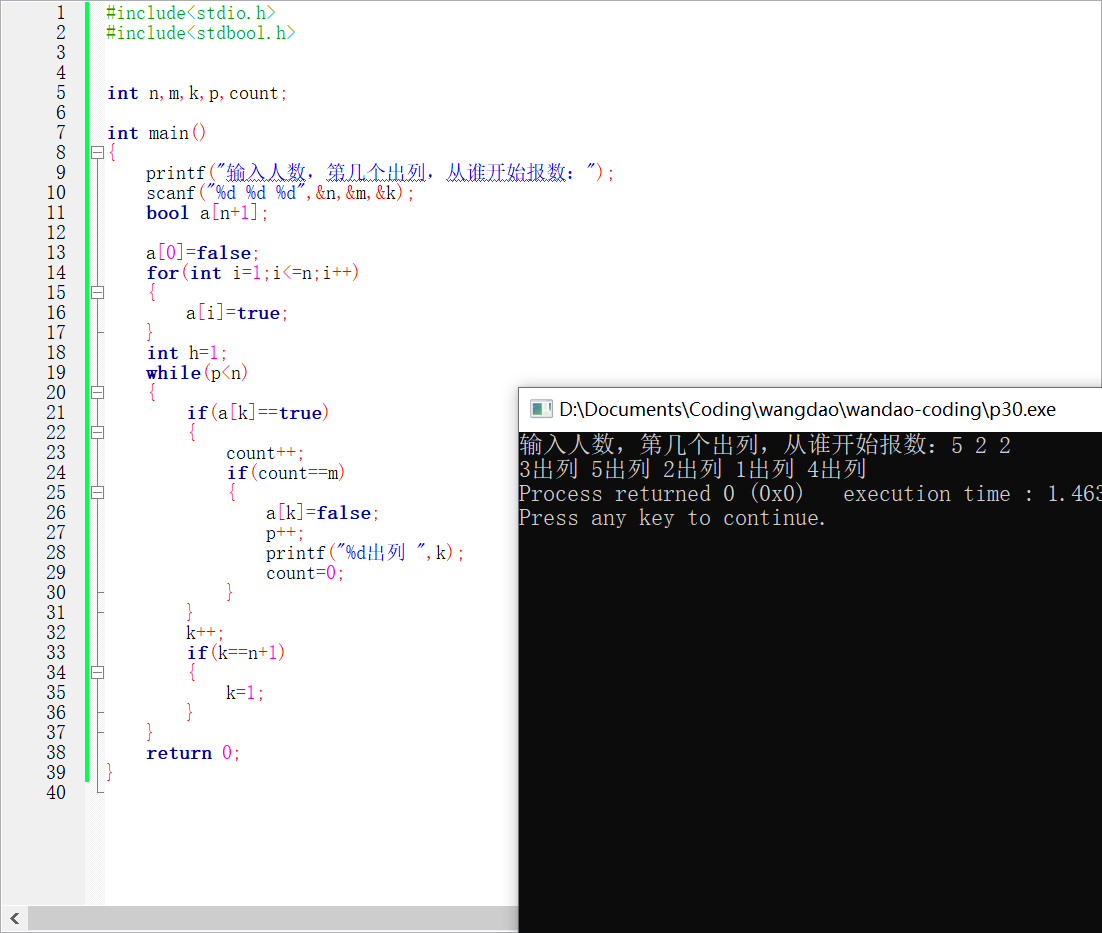 1 #include<stdio.h>
2 #include<stdbool.h>
3
4
5 int n,m,k,p,count;
6
7 int main()
8 {
9     printf("输入人数，第几个出列，从谁开始报数：");
10     scanf("%d %d %d",&n,&m,&k);
11     bool a[n+1];
12
13     a[0]=false;
14     for(int i=1;i<=n;i++)
15     {
16         a[i]=true;
17     }
18     int h=1;
19     while(p<n)
20     {
21         if(a[k]==true)
22         {
23             count++;
24             if(count==m)
25             {
26                 a[k]=false;
27                 p++;
28                 printf("%d出列 ",k);
29                 count=0;
30             }
31         }
32         k++;
33         if(k==n+1)
34         {
35             k=1;
36         }
37     }
38     return 0;
39 }
40
D:\Documents\Coding\wangdao\wandao-coding\p30.exe
输入人数，第几个出列，从谁开始报数：5 2 2
3出列 5出列 2出列 1出列 4出列
Process returned 0 (0x0)   execution time : 1.463
Press any key to continue.